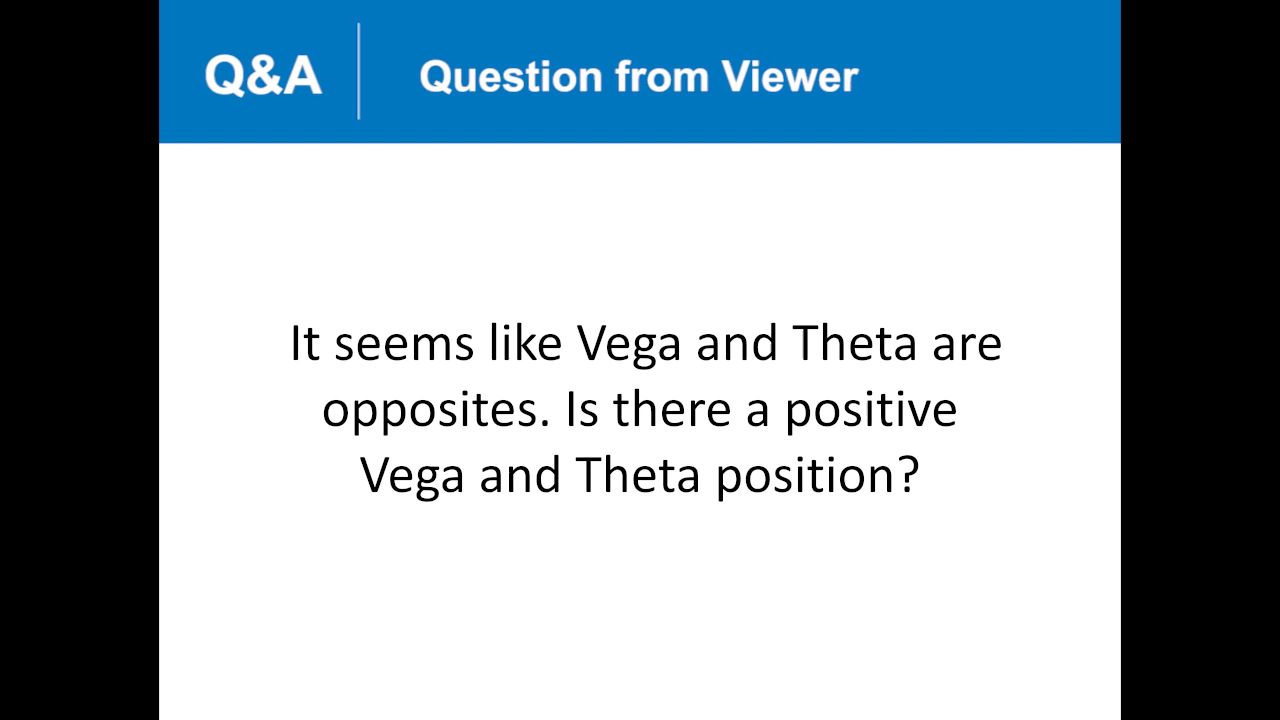 Q&A
Question from Viewer
It seems like Vega and Theta are
opposites. Is there a positive
Vega and Theta position?